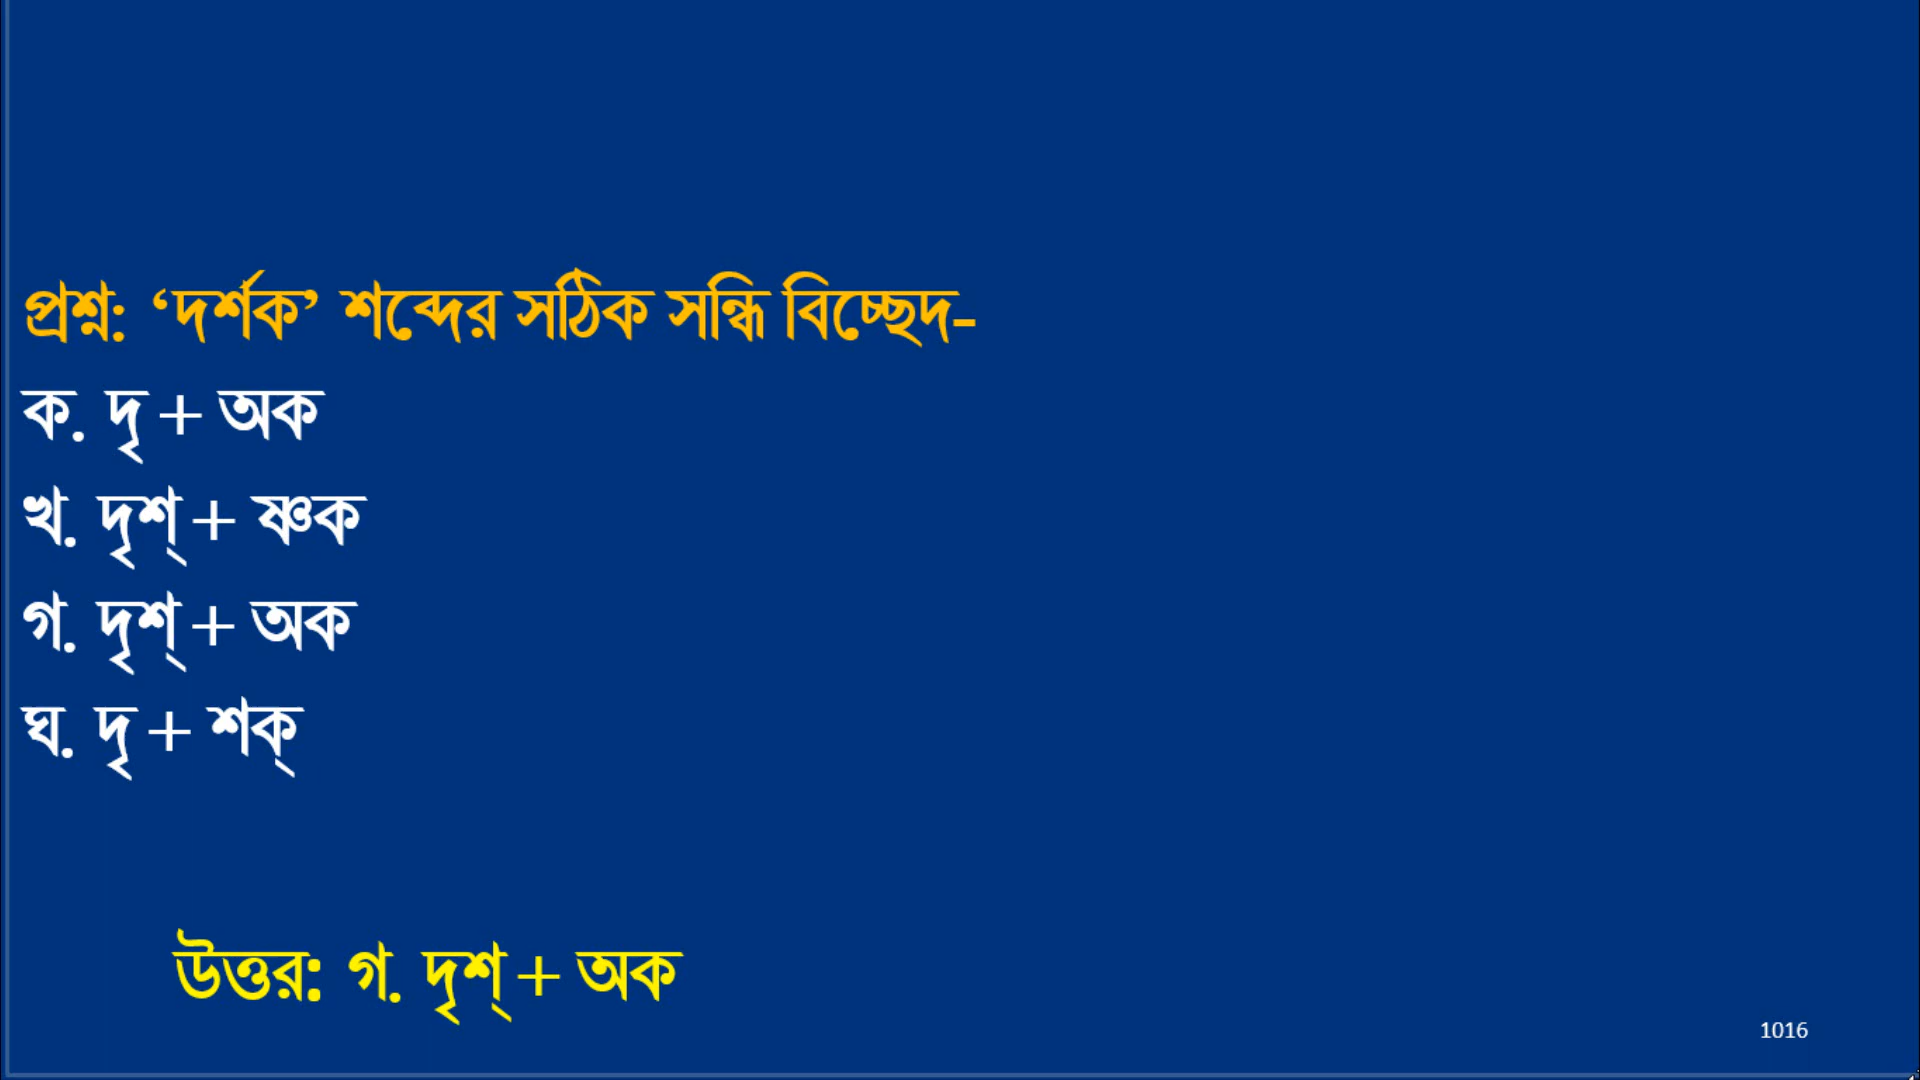 প্রশ্ন: ‘দর্শক’ শব্দের সঠিক সন্ধি বিচ্ছেদ-
ক. দৃ + অক
খ. দৃশ্ + ষ্ণক
গ. দৃশ্ + অক
ঘ. দৃ + শক্
উত্তর: গ. দৃশ্ + অক
1016